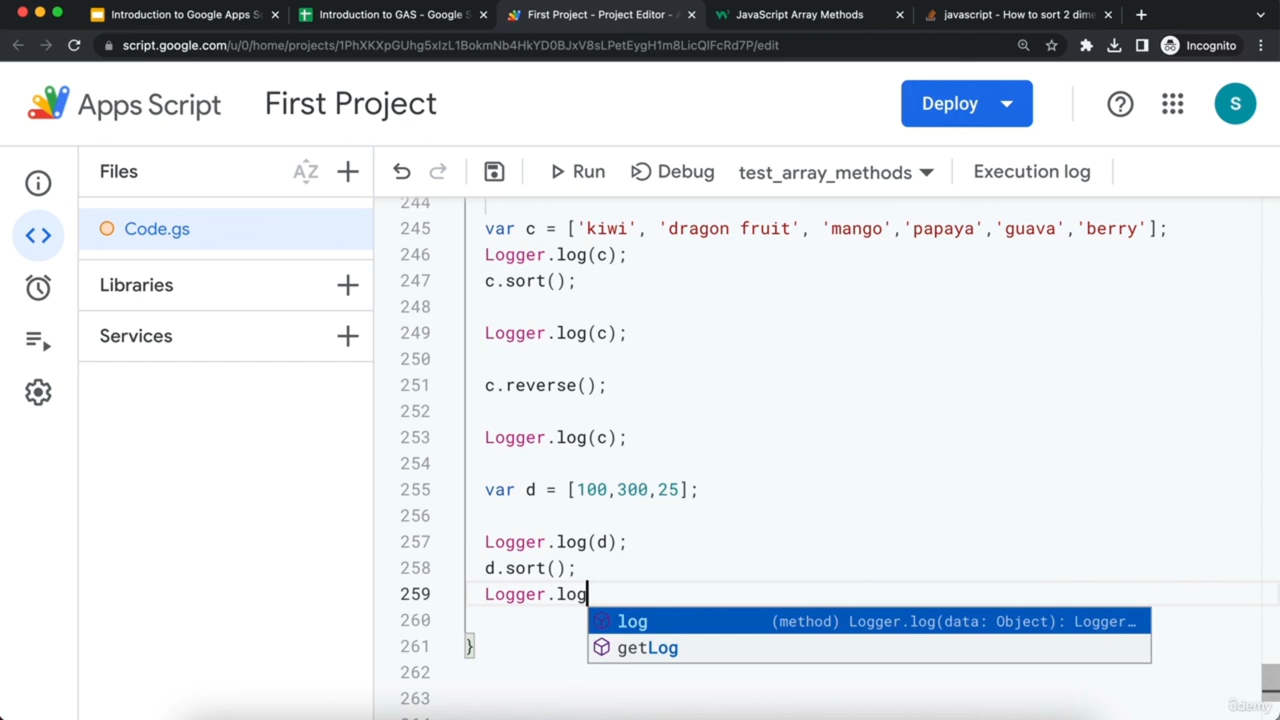 Introduction to Google Apps Sc
Introduction to GAS - Google S
First Project - Project Editor - A
JavaScript Array Methods
javascript - How to sort 2 dime
script.google.com/u/0/home/projects/1PhXKXpGUhg5xIzL1BokmNb4HkYD0BJxV8sLPetEygH1m8LicQlFcRd7P/edit
Incognito
Apps Script
First Project
Deploy
S
Files
AZ
Run
Debug
test_array_methods
Execution log
Code.gs
Libraries
Services
244
245 var c = ['kiwi', 'dragon fruit', 'mango','papaya','guava','berry'];
246 Logger.log(c);
247 c.sort();
248
249 Logger.log(c);
250
251 c.reverse();
252
253 Logger.log(c);
254
255 var d = [100,300,25];
256
257 Logger.log(d);
258 d.sort();
259 Logger.log
log (method) Logger.log(data: Object): Logger…
getLog
260
261 }
262
263
ûdemy